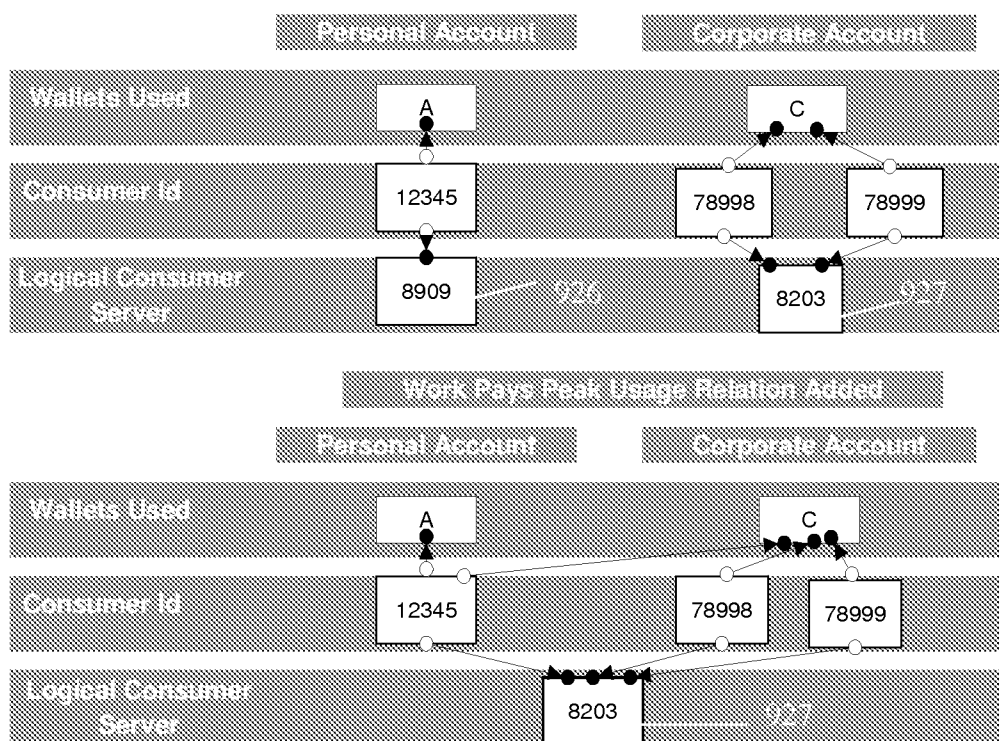 Personal Account
Corporate Account
Wallets Used
A
C
Consumer Id
12345
78998
78999
Logical Consumer
Server
8909
926
8203
927
Work Pays Peak Usage Relation Added
Personal Account
Corporate Account
Wallets Used
A
C
Consumer Id
12345
78998
78999
Logical Consumer
Server
8203
927